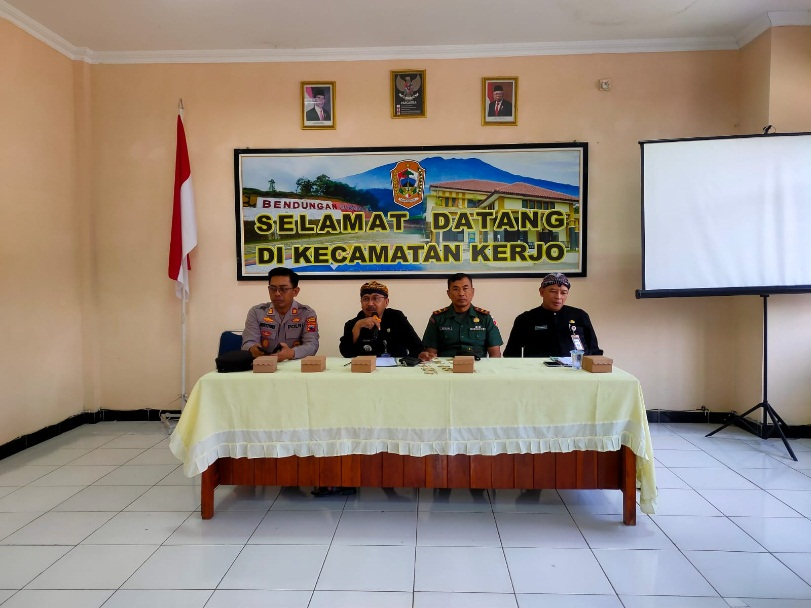 BENDUNGAN
SELAMAT DATANG
DI KECAMATAN KERJO